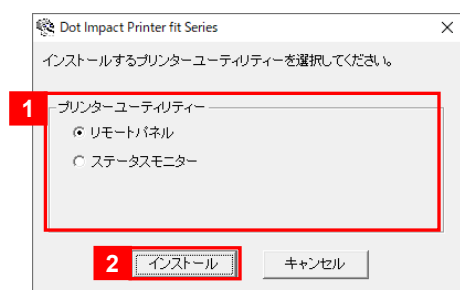 Dot Impact Printer fit Series
インストールするプリンターユーティリティーを選択してください。
1
プリンターユーティリティー
リモートパネル
ステータスモニター
2 インストール キャンセル